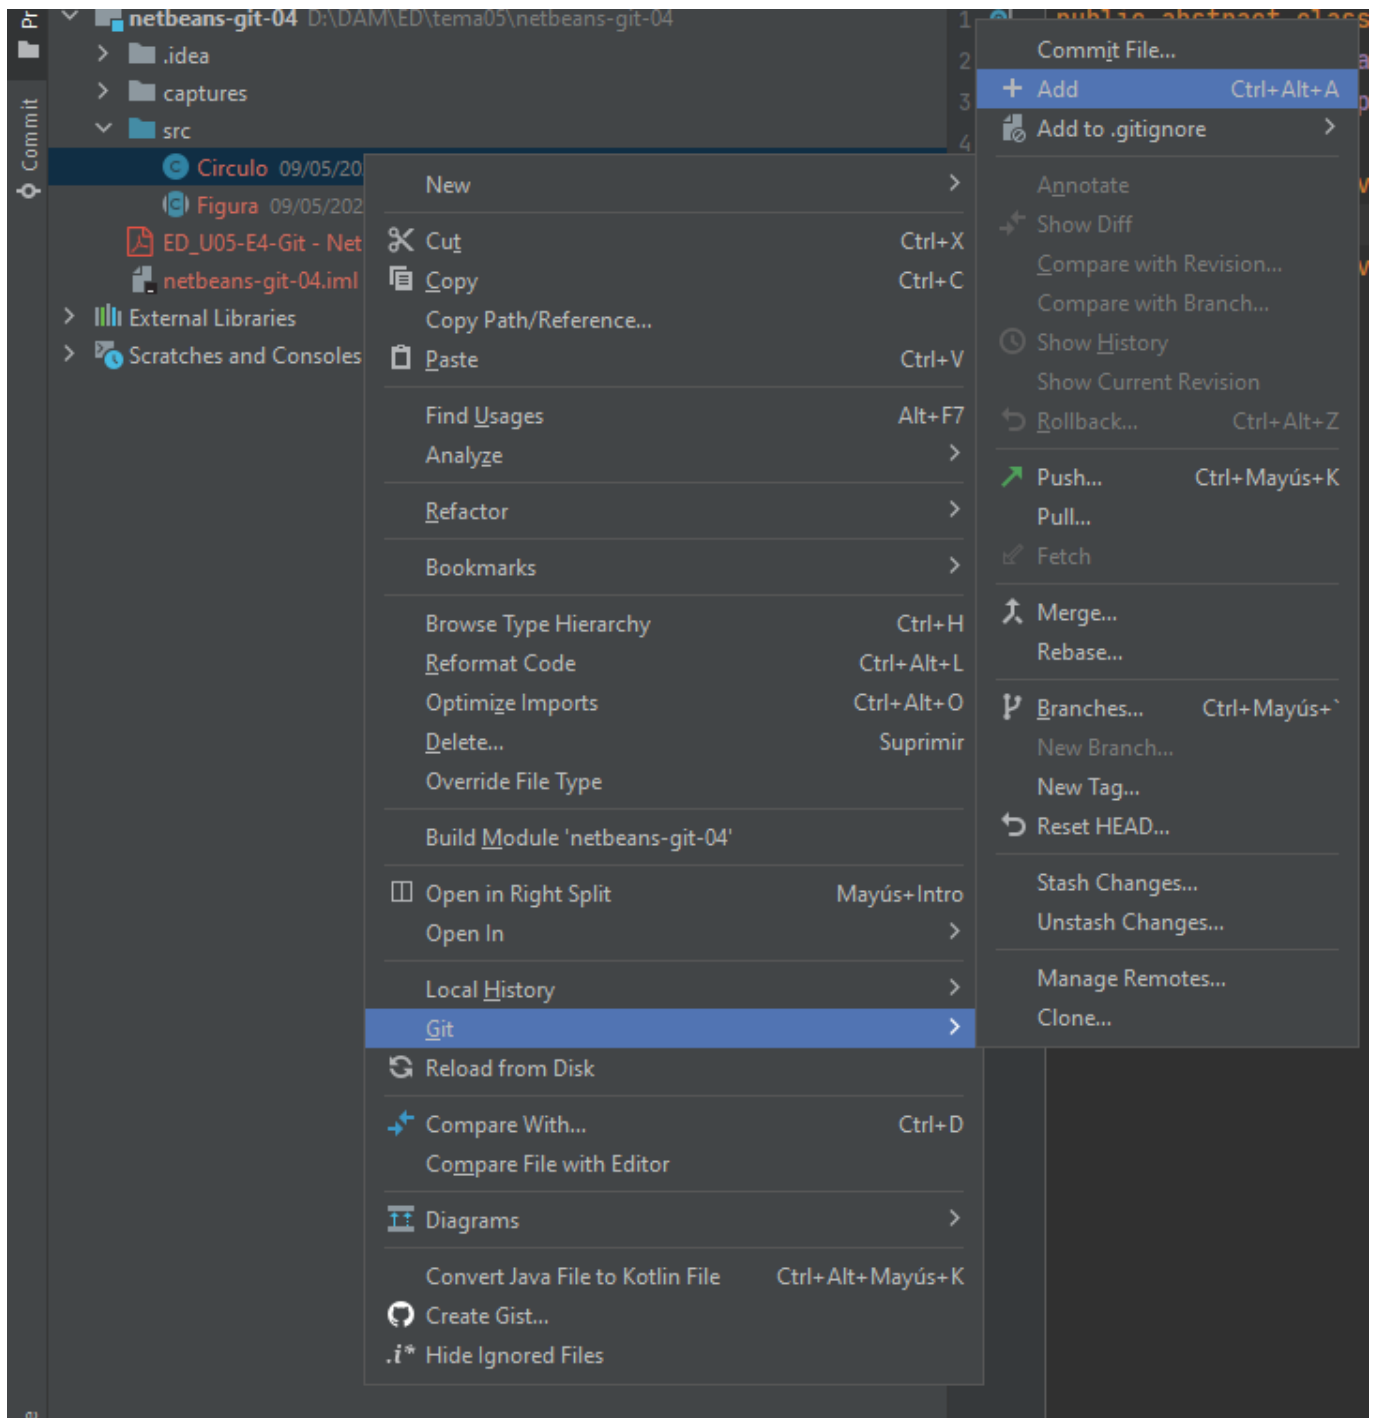 netbeans-git-04 D:\DAM\ED\tema05\netbeans-git-04
.idea
captures
src
Circulo 09/05/20
Figura 09/05/202
ED_U05-E4-Git - Net
netbeans-git-04.iml
External Libraries
Scratches and Consoles
Commit
1 public abstract class
2
3
4
New
Cut Ctrl+X
Copy Ctrl+C
Copy Path/Reference...
Paste Ctrl+V
Find Usages Alt+F7
Analyze
Refactor
Bookmarks
Browse Type Hierarchy Ctrl+H
Reformat Code Ctrl+Alt+L
Optimize Imports Ctrl+Alt+O
Delete... Suprimir
Override File Type
Build Module 'netbeans-git-04'
Open in Right Split Mayús+Intro
Open In
Local History
Git
Reload from Disk
Compare With... Ctrl+D
Compare File with Editor
Diagrams
Convert Java File to Kotlin File Ctrl+Alt+Mayús+K
Create Gist...
.i* Hide Ignored Files
Commit File...
Add Ctrl+Alt+A
Add to .gitignore
Annotate
Show Diff
Compare with Revision...
Compare with Branch...
Show History
Show Current Revision
Rollback... Ctrl+Alt+Z
Push... Ctrl+Mayús+K
Pull...
Fetch
Merge...
Rebase...
Branches... Ctrl+Mayús+`
New Branch...
New Tag...
Reset HEAD...
Stash Changes...
Unstash Changes...
Manage Remotes...
Clone...